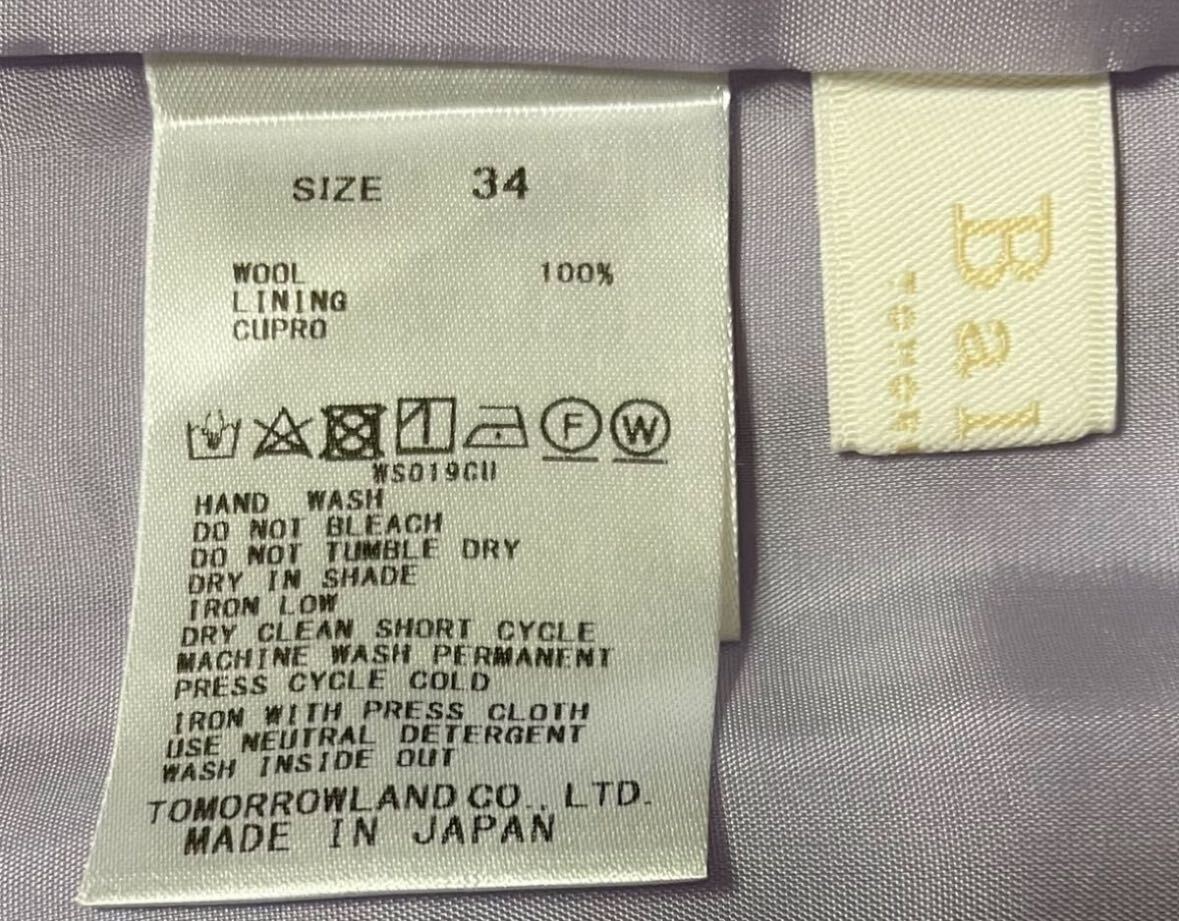 SIZE 34
WOOL 100%
LINING
CUPRO
F W
WS019CU
HAND WASH
DO NOT BLEACH
DO NOT TUMBLE DRY
DRY IN SHADE
IRON LOW
DRY CLEAN SHORT CYCLE
MACHINE WASH PERMANENT
PRESS CYCLE COLD
IRON WITH PRESS CLOTH
USE NEUTRAL DETERGENT
WASH INSIDE OUT
TOMORROWLAND CO., LTD.
MADE IN JAPAN
Bal